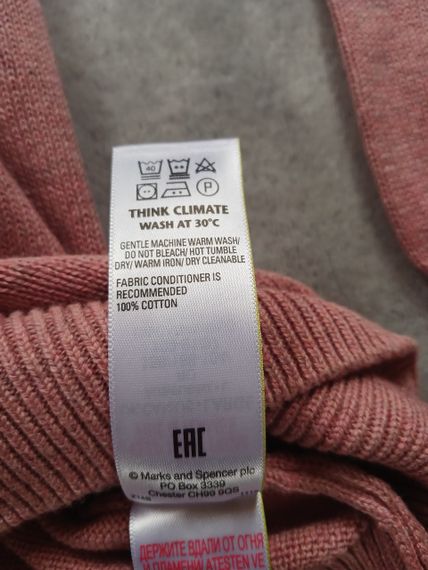 40
P
THINK CLIMATE
WASH AT 30°C
GENTLE MACHINE WARM WASH/
DO NOT BLEACH/ HOT TUMBLE
DRY/ WARM IRON/ DRY CLEANABLE
FABRIC CONDITIONER IS
RECOMMENDED
100% COTTON
EAC
© Marks and Spencer plc
PO Box 3339
Chester CH99 9QS
ДЕРЖИТЕ ВДАЛИ ОТ ОГНЯ